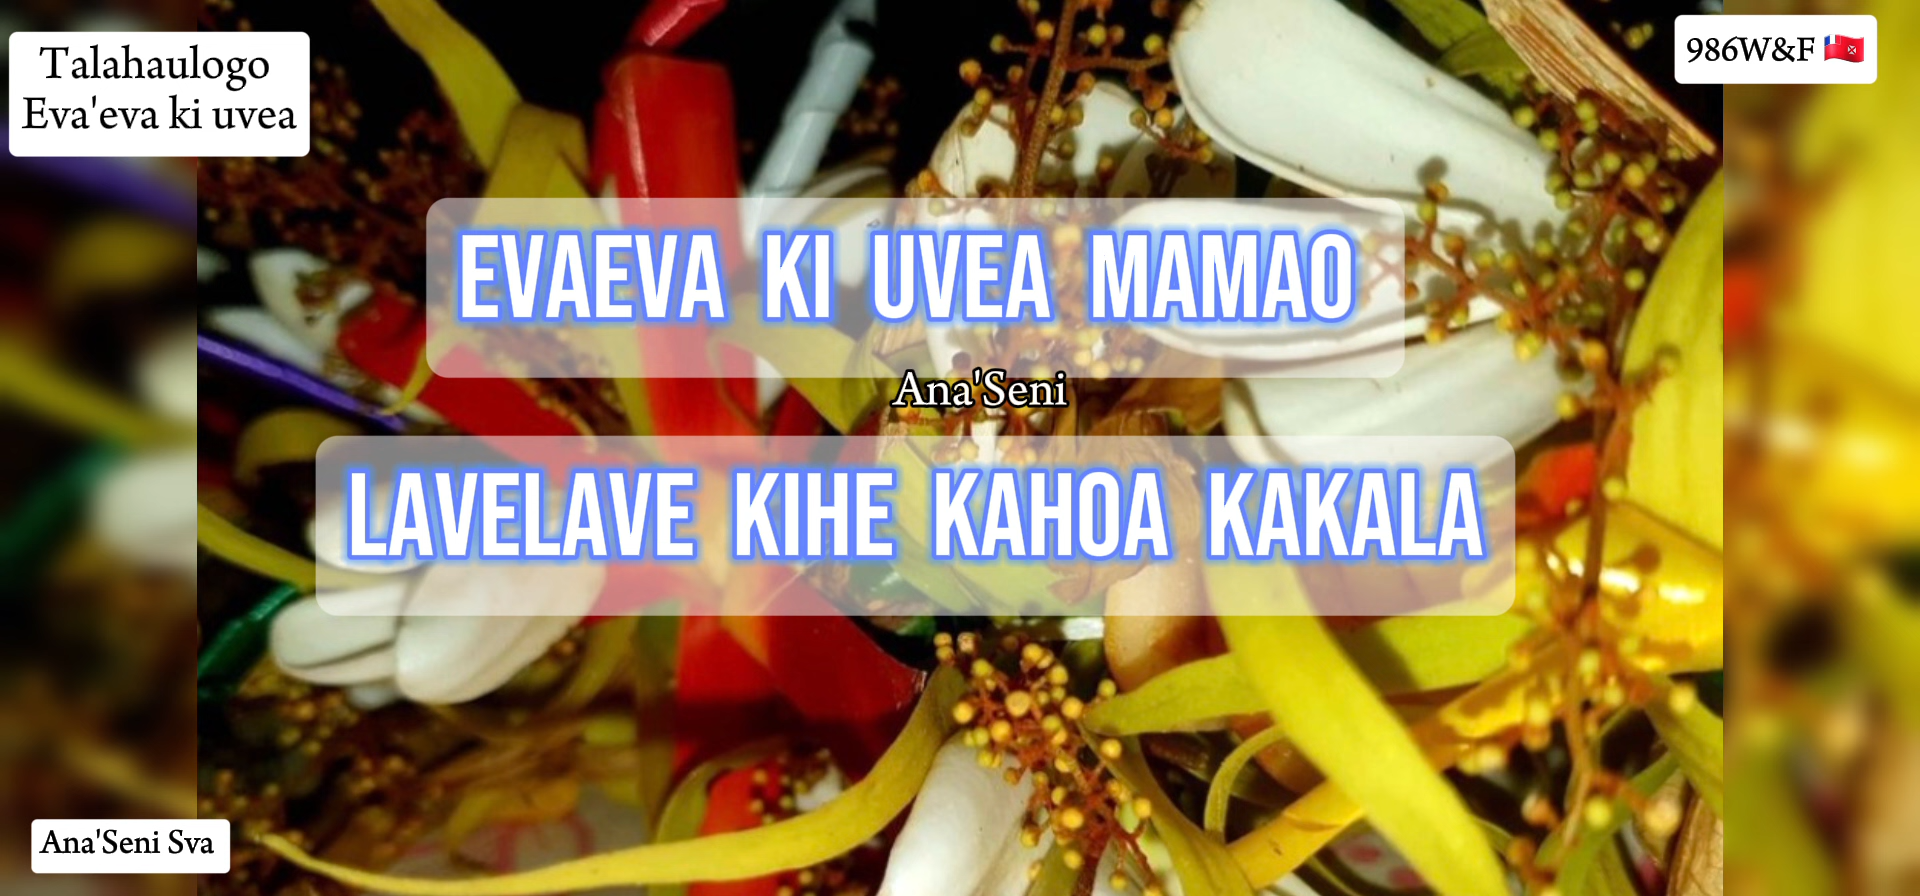 Talahaulogo
Eva'eva ki uvea
986W&F 🇼🇫
EVAEVA KI UVEA MAMAO
Ana'Seni
LAVELAVE KIHE KAHOA KAKALA
Ana'Seni Sva